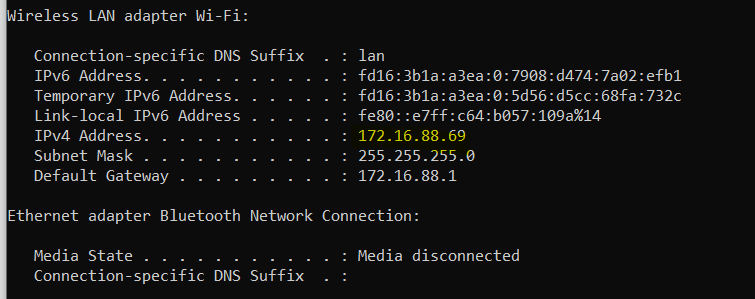 Wireless LAN adapter Wi-Fi:
Connection-specific DNS Suffix  . : lan
IPv6 Address. . . . . . . . . . . : fd16:3b1a:a3ea:0:7908:d474:7a02:efb1
Temporary IPv6 Address. . . . . . : fd16:3b1a:a3ea:0:5d56:d5cc:68fa:732c
Link-local IPv6 Address . . . . . : fe80::e7ff:c64:b057:109a%14
IPv4 Address. . . . . . . . . . . : 172.16.88.69
Subnet Mask . . . . . . . . . . . : 255.255.255.0
Default Gateway . . . . . . . . . : 172.16.88.1
Ethernet adapter Bluetooth Network Connection:
Media State . . . . . . . . . . . : Media disconnected
Connection-specific DNS Suffix  . :